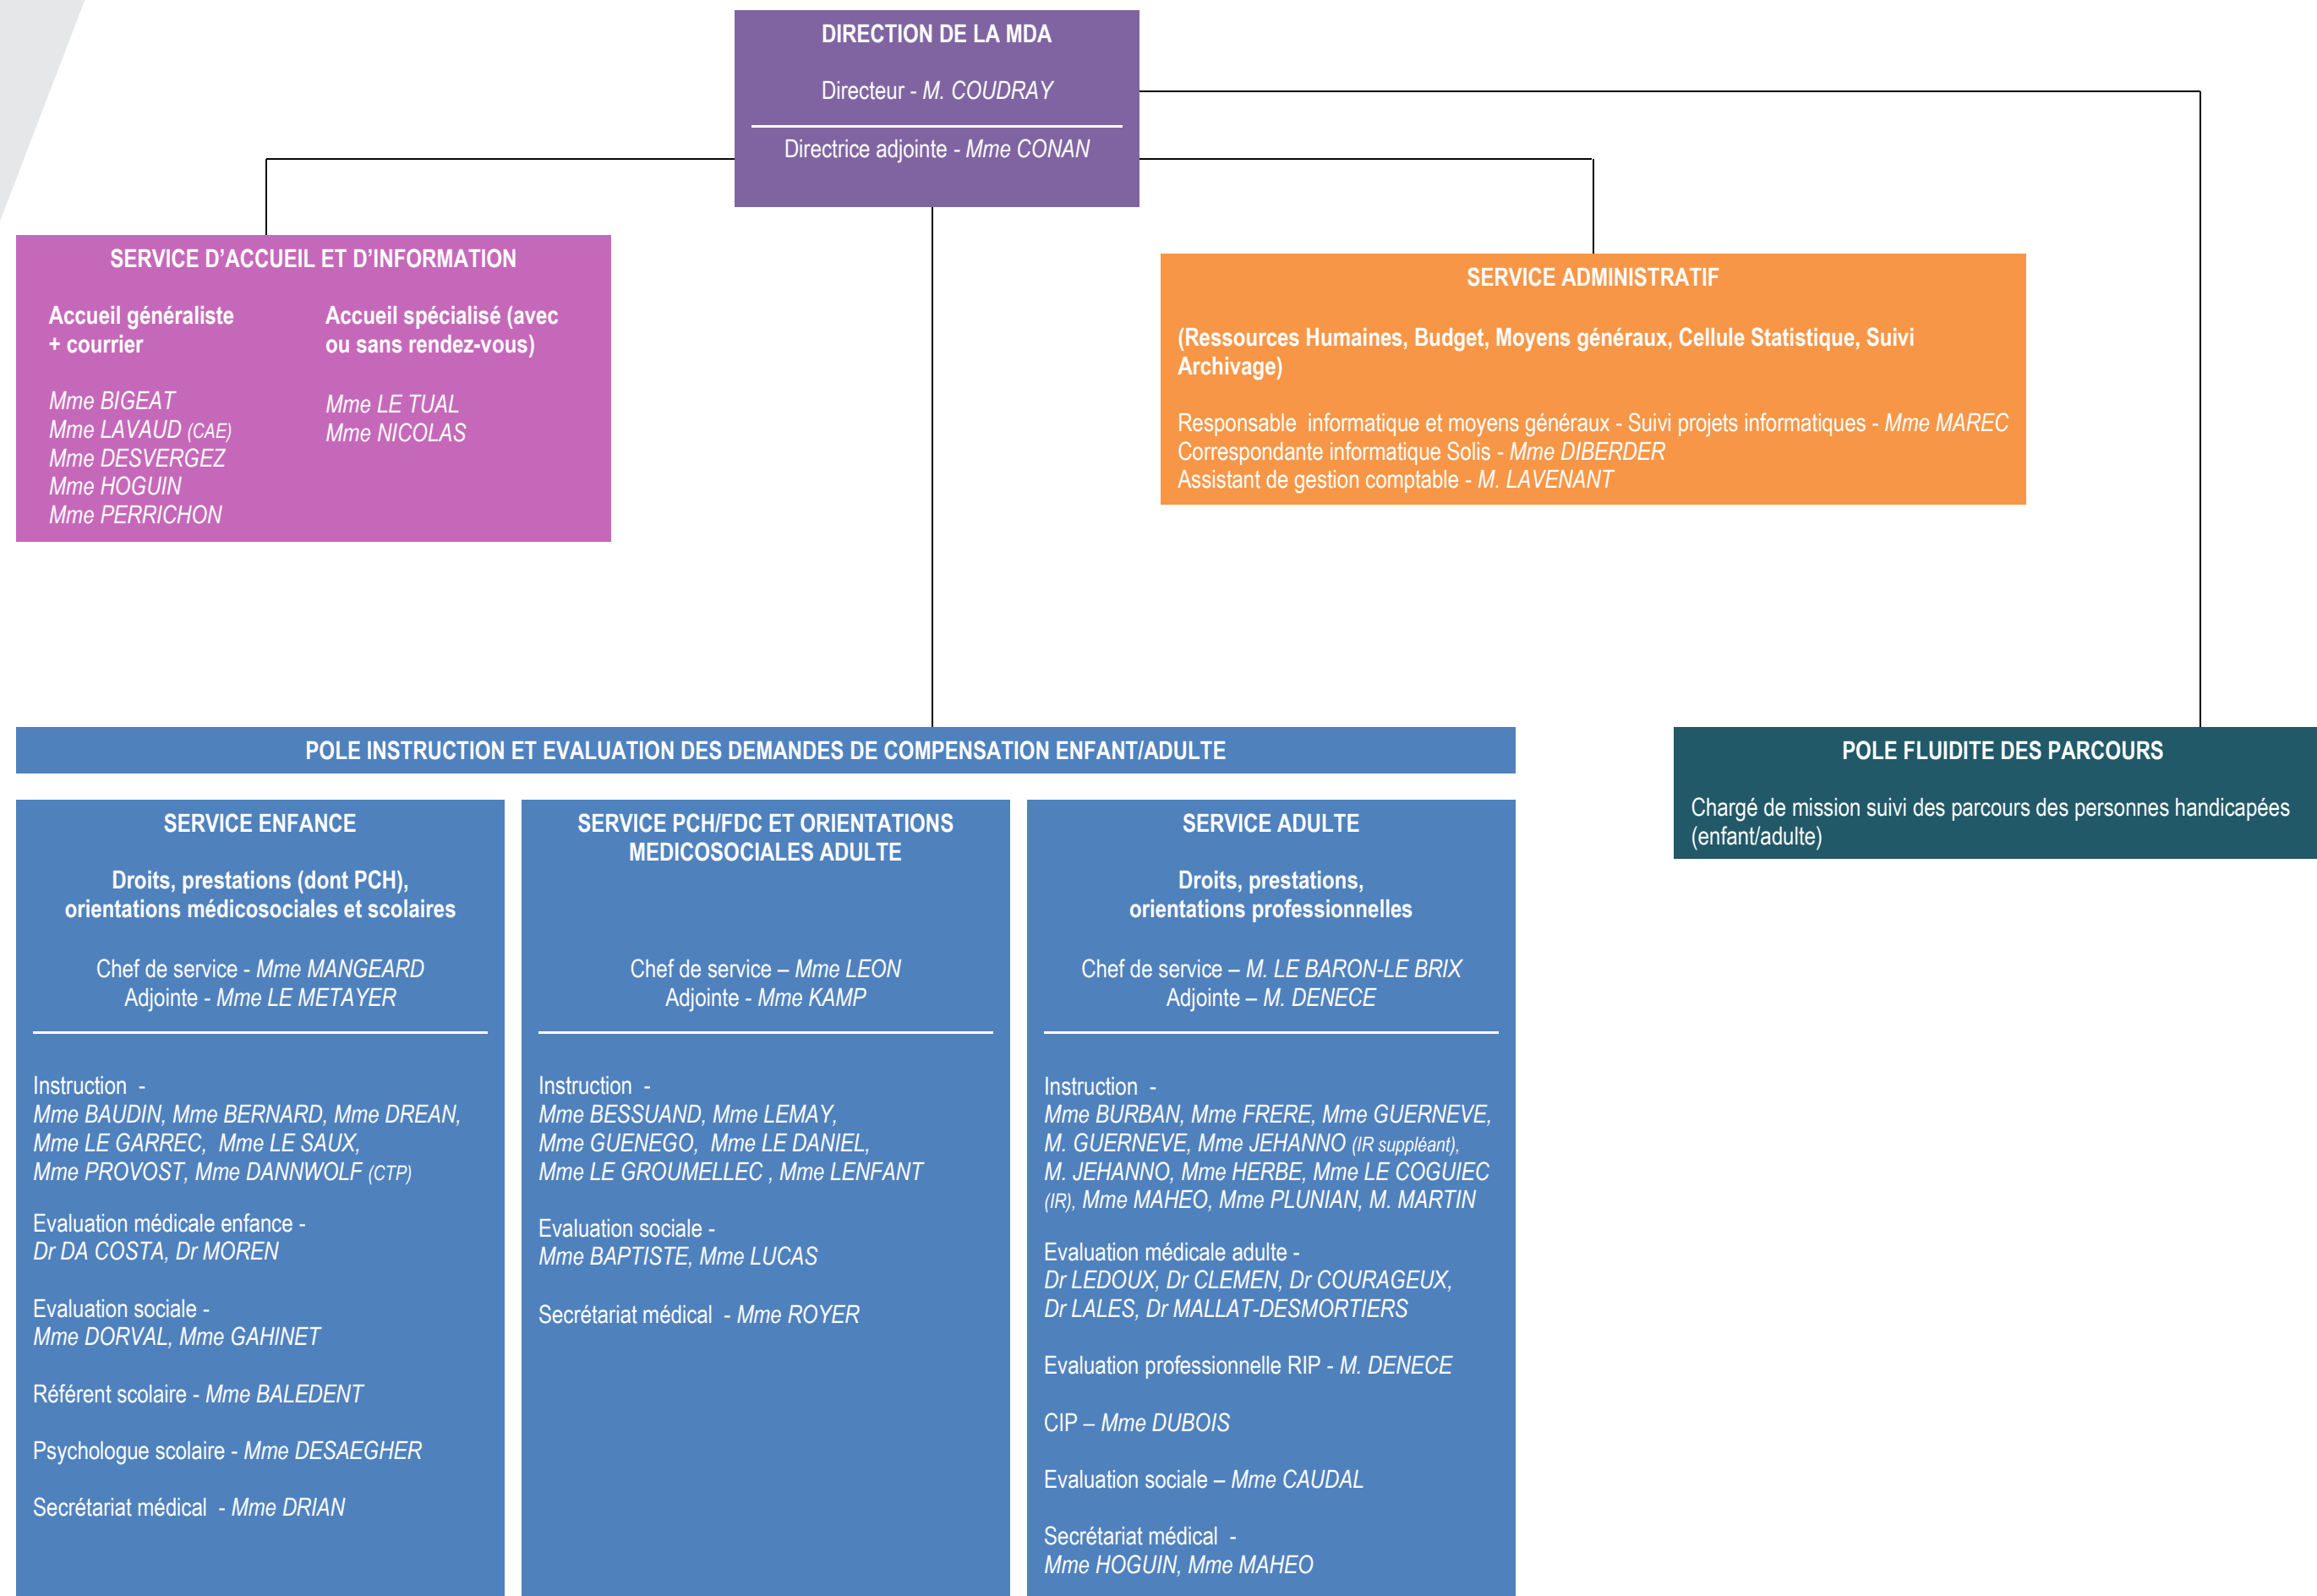 DIRECTION DE LA MDA
Directeur - M. COUDRAY
Directrice adjointe - Mme CONAN
SERVICE D’ACCUEIL ET D’INFORMATION
Accueil généraliste
+ courrier
Mme BIGEAT
Mme LAVAUD (CAE)
Mme DESVERGEZ
Mme HOGUIN
Mme PERRICHON
Accueil spécialisé (avec
ou sans rendez-vous)
Mme LE TUAL
Mme NICOLAS
SERVICE ADMINISTRATIF
(Ressources Humaines, Budget, Moyens généraux, Cellule Statistique, Suivi
Archivage)
Responsable informatique et moyens généraux - Suivi projets informatiques - Mme MAREC
Correspondante informatique Solis - Mme DIBERDER
Assistant de gestion comptable - M. LAVENANT
POLE INSTRUCTION ET EVALUATION DES DEMANDES DE COMPENSATION ENFANT/ADULTE
POLE FLUIDITE DES PARCOURS
Chargé de mission suivi des parcours des personnes handicapées
(enfant/adulte)
SERVICE ENFANCE
Droits, prestations (dont PCH),
orientations médicosociales et scolaires
Chef de service - Mme MANGEARD
Adjointe - Mme LE METAYER
Instruction -
Mme BAUDIN, Mme BERNARD, Mme DREAN,
Mme LE GARREC, Mme LE SAUX,
Mme PROVOST, Mme DANNWOLF (CTP)
Evaluation médicale enfance -
Dr DA COSTA, Dr MOREN
Evaluation sociale -
Mme DORVAL, Mme GAHINET
Référent scolaire - Mme BALEDENT
Psychologue scolaire - Mme DESAEGHER
Secrétariat médical - Mme DRIAN
SERVICE PCH/FDC ET ORIENTATIONS
MEDICOSOCIALES ADULTE
Chef de service – Mme LEON
Adjointe - Mme KAMP
Instruction -
Mme BESSUAND, Mme LEMAY,
Mme GUENEGO, Mme LE DANIEL,
Mme LE GROUMELLEC , Mme LENFANT
Evaluation sociale -
Mme BAPTISTE, Mme LUCAS
Secrétariat médical - Mme ROYER
SERVICE ADULTE
Droits, prestations,
orientations professionnelles
Chef de service – M. LE BARON-LE BRIX
Adjointe – M. DENECE
Instruction -
Mme BURBAN, Mme FRERE, Mme GUERNEVE,
M. GUERNEVE, Mme JEHANNO (IR suppléant),
M. JEHANNO, Mme HERBE, Mme LE COGUIEC
(IR), Mme MAHEO, Mme PLUNIAN, M. MARTIN
Evaluation médicale adulte -
Dr LEDOUX, Dr CLEMEN, Dr COURAGEUX,
Dr LALES, Dr MALLAT-DESMORTIERS
Evaluation professionnelle RIP - M. DENECE
CIP – Mme DUBOIS
Evaluation sociale – Mme CAUDAL
Secrétariat médical -
Mme HOGUIN, Mme MAHEO